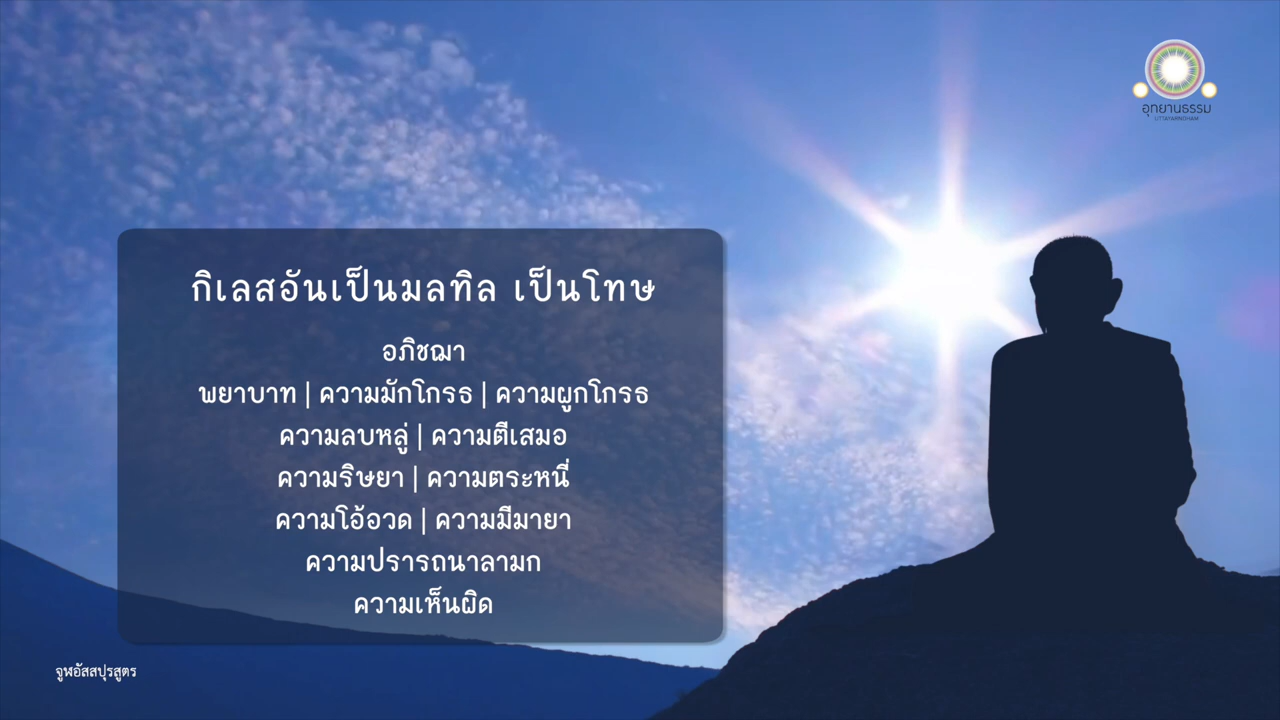 อุทยานธรรม
UTTAYARNDHAM
กิเลสอันเป็นมลทิล เป็นโทษ
อภิชฌา
พยาบาท | ความมักโกรธ | ความผูกโกรธ
ความลบหลู่ | ความตีเสมอ
ความริษยา | ความตระหนี่
ความโอ้อวด | ความมีมายา
ความปรารถนาลามก
ความเห็นผิด
จูฬอัสสปุรสูตร